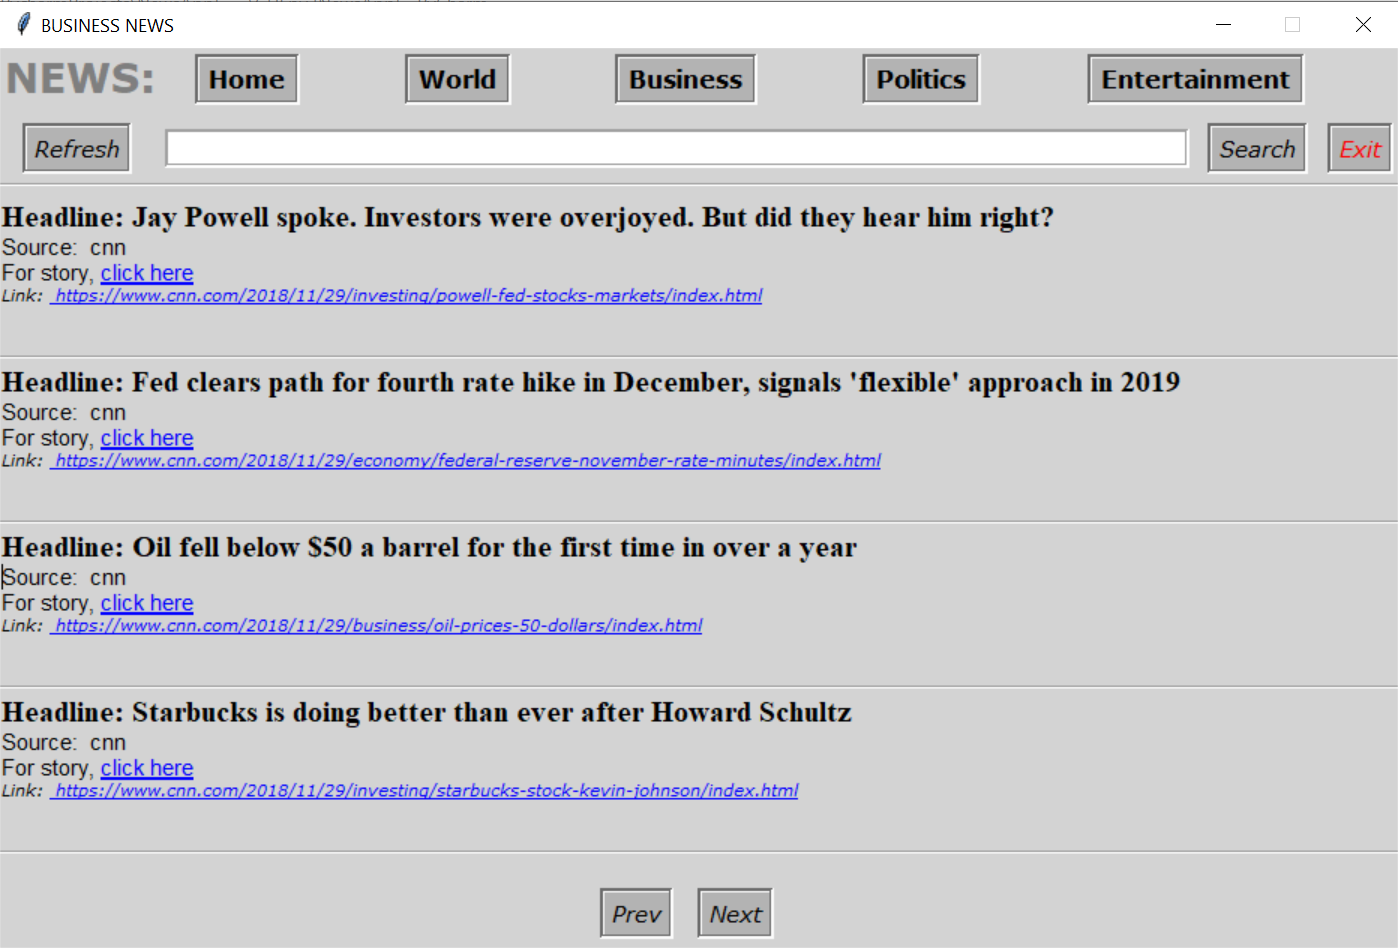 BUSINESS NEWS
NEWS: Home World Business Politics Entertainment
Refresh Search Exit
Headline: Jay Powell spoke. Investors were overjoyed. But did they hear him right?
Source: cnn
For story, click here
Link: https://www.cnn.com/2018/11/29/investing/powell-fed-stocks-markets/index.html
Headline: Fed clears path for fourth rate hike in December, signals 'flexible' approach in 2019
Source: cnn
For story, click here
Link: https://www.cnn.com/2018/11/29/economy/federal-reserve-november-rate-minutes/index.html
Headline: Oil fell below $50 a barrel for the first time in over a year
Source: cnn
For story, click here
Link: https://www.cnn.com/2018/11/29/business/oil-prices-50-dollars/index.html
Headline: Starbucks is doing better than ever after Howard Schultz
Source: cnn
For story, click here
Link: https://www.cnn.com/2018/11/29/investing/starbucks-stock-kevin-johnson/index.html
Prev Next